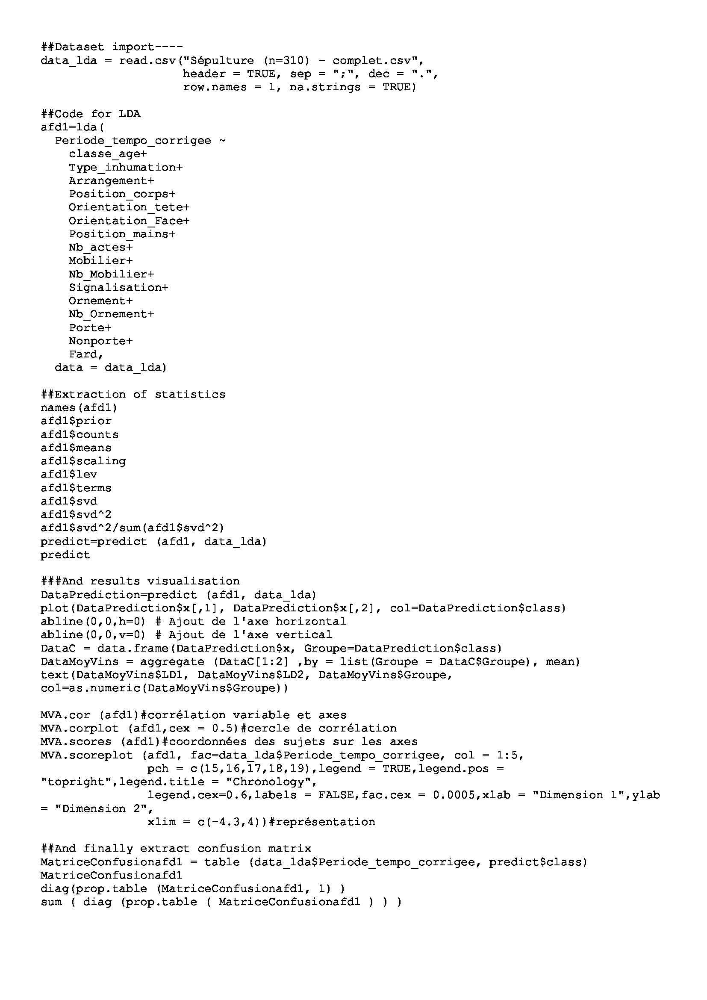 ##Dataset import----
data_lda = read.csv("Sépulture (n=310) - complet.csv",
                    header = TRUE, sep = ";", dec = ".",
                    row.names = 1, na.strings = TRUE)

##Code for LDA
afd1=lda(
  Periode_tempo_corrigee ~
    classe_age+
    Type_inhumation+
    Arrangement+
    Position_corps+
    Orientation_tete+
    Orientation_Face+
    Position_mains+
    Nb_actes+
    Mobilier+
    Nb_Mobilier+
    Signalisation+
    Ornement+
    Nb_Ornement+
    Porte+
    Nonporte+
    Fard,
  data = data_lda)

##Extraction of statistics
names(afd1)
afd1$prior
afd1$counts
afd1$means
afd1$scaling
afd1$lev
afd1$terms
afd1$svd
afd1$svd^2
afd1$svd^2/sum(afd1$svd^2)
predict=predict (afd1, data_lda)
predict

###And results visualisation
DataPrediction=predict (afd1, data_lda)
plot(DataPrediction$x[,1], DataPrediction$x[,2], col=DataPrediction$class)
abline(0,0,h=0) # Ajout de l'axe horizontal
abline(0,0,v=0) # Ajout de l'axe vertical
DataC = data.frame(DataPrediction$x, Groupe=DataPrediction$class)
DataMoyVins = aggregate (DataC[1:2] ,by = list(Groupe = DataC$Groupe), mean)
text(DataMoyVins$LD1, DataMoyVins$LD2, DataMoyVins$Groupe,
col=as.numeric(DataMoyVins$Groupe))

MVA.cor (afd1)#corrélation variable et axes
MVA.corplot (afd1,cex = 0.5)#cercle de corrélation
MVA.scores (afd1)#coordonnées des sujets sur les axes
MVA.scoreplot (afd1, fac=data_lda$Periode_tempo_corrigee, col = 1:5,
               pch = c(15,16,17,18,19),legend = TRUE,legend.pos =
"topright",legend.title = "Chronology",
               legend.cex=0.6,labels = FALSE,fac.cex = 0.0005,xlab = "Dimension 1",ylab
= "Dimension 2",
               xlim = c(-4.3,4))#représentation

##And finally extract confusion matrix
MatriceConfusionafd1 = table (data_lda$Periode_tempo_corrigee, predict$class)
MatriceConfusionafd1
diag(prop.table (MatriceConfusionafd1, 1) )
sum ( diag (prop.table ( MatriceConfusionafd1 ) ) )